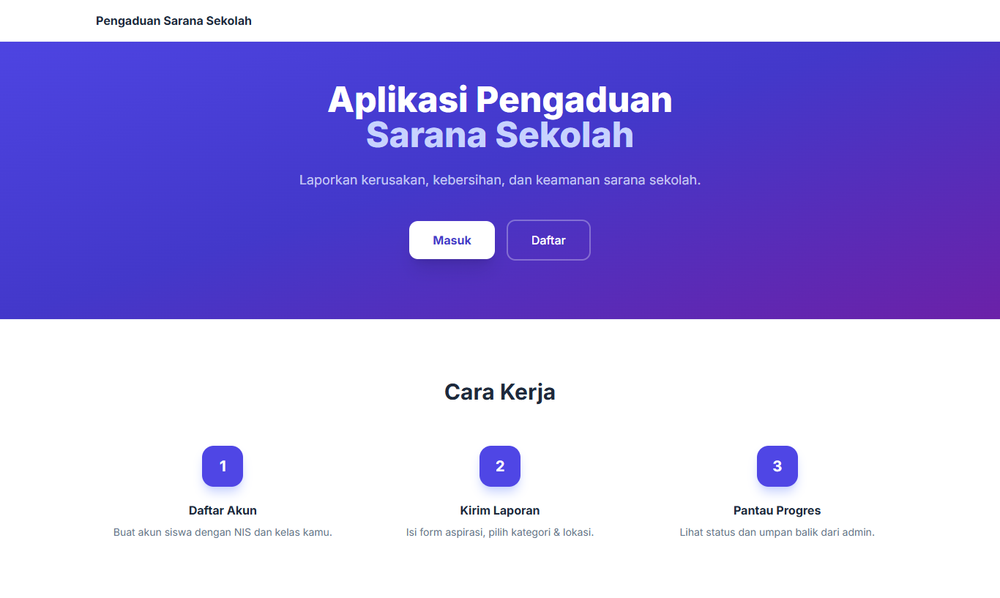 Pengaduan Sarana Sekolah
Aplikasi Pengaduan
Sarana Sekolah
Laporkan kerusakan, kebersihan, dan keamanan sarana sekolah.
Masuk
Daftar
Cara Kerja
1
Daftar Akun
Buat akun siswa dengan NIS dan kelas kamu.
2
Kirim Laporan
Isi form aspirasi, pilih kategori & lokasi.
3
Pantau Progres
Lihat status dan umpan balik dari admin.